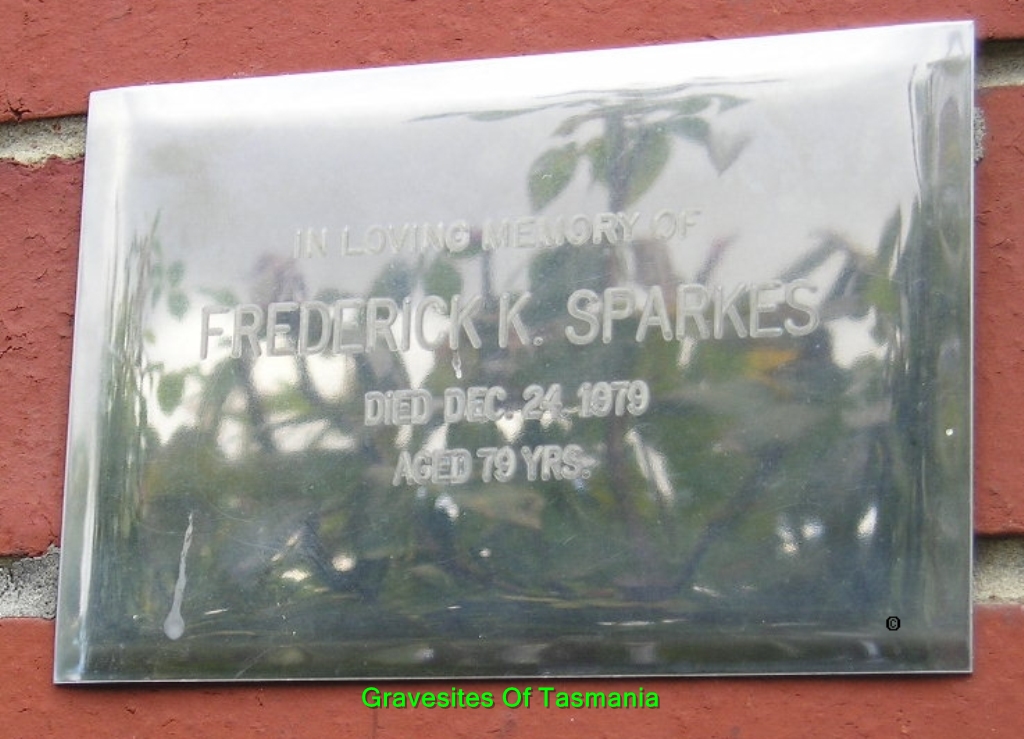 IN LOVING MEMORY OF
FREDERICK K. SPARKES
DIED DEC. 24, 1979
AGED 79 YRS.
©
Gravesites Of Tasmania